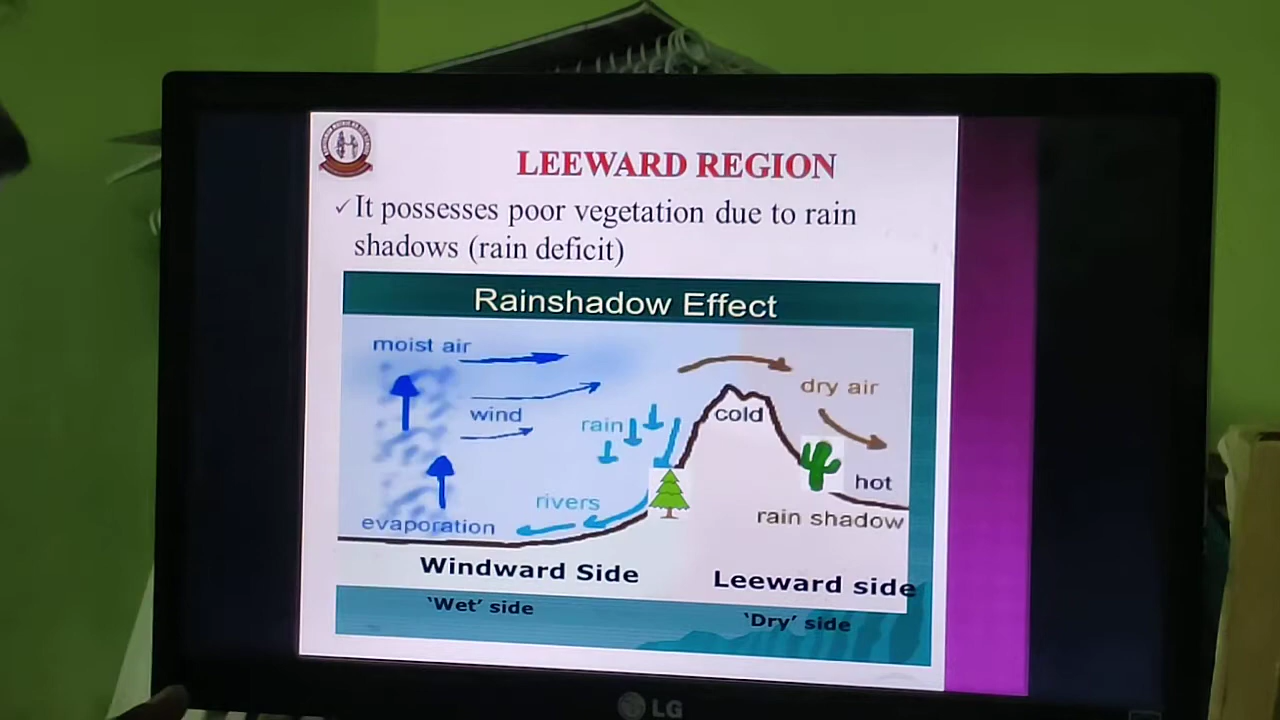 LEEWARD REGION
✓It possesses poor vegetation due to rain
shadows (rain deficit)
Rainshadow Effect
moist air
wind
rain
cold
dry air
hot
rivers
evaporation
rain shadow
Windward Side
Leeward side
‘Wet’ side
‘Dry’ side
LG